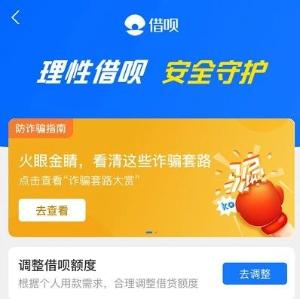 借呗
理性借呗 安全守护
防诈骗指南
火眼金睛，看清这些诈骗套路
点击查看“诈骗套路大赏”
去查看
骗
KO
调整借呗额度
根据个人用款需求，合理调整借贷额度
去调整